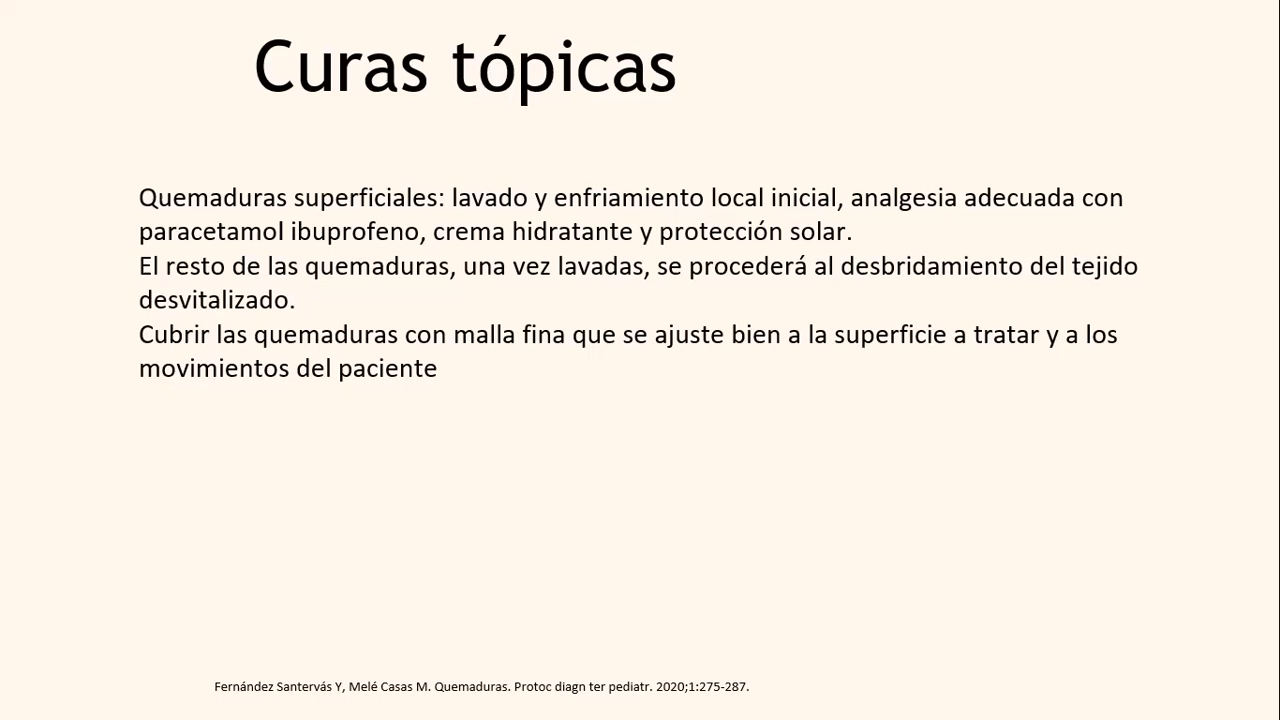 Curas tópicas
Quemaduras superficiales: lavado y enfriamiento local inicial, analgesia adecuada con
paracetamol ibuprofeno, crema hidratante y protección solar.
El resto de las quemaduras, una vez lavadas, se procederá al desbridamiento del tejido
desvitalizado.
Cubrir las quemaduras con malla fina que se ajuste bien a la superficie a tratar y a los
movimientos del paciente
Fernández Santervás Y, Melé Casas M. Quemaduras. Protoc diagn ter pediatr. 2020;1:275-287.